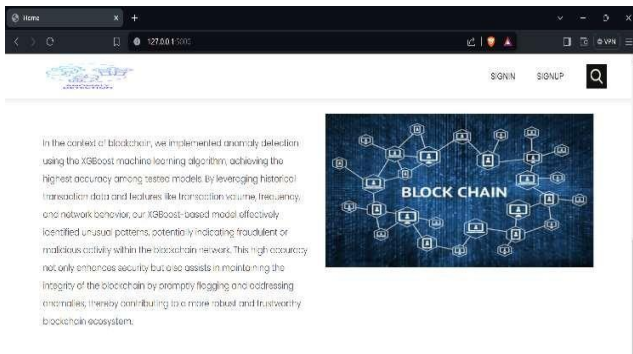 Home
127.0.0.1:5000
VPN
ANOMALY
DETECTION
SIGNIN SIGNUP
In the context of blockchain, we implemented anomaly detection
using the XGBoost machine learning algorithm, achieving the
highest accuracy among tested models. By leveraging historical
transaction data and features like transaction volume, frequency,
and network behavior, our XGBoost-based model effectively
identified unusual patterns, potentially indicating fraudulent or
malicious activity within the blockchain network. This high accuracy
not only enhances security but also assists in maintaining the
integrity of the blockchain by promptly flagging and addressing
anomalies, thereby contributing to a more robust and trustworthy
blockchain ecosystem.
BLOCK CHAIN